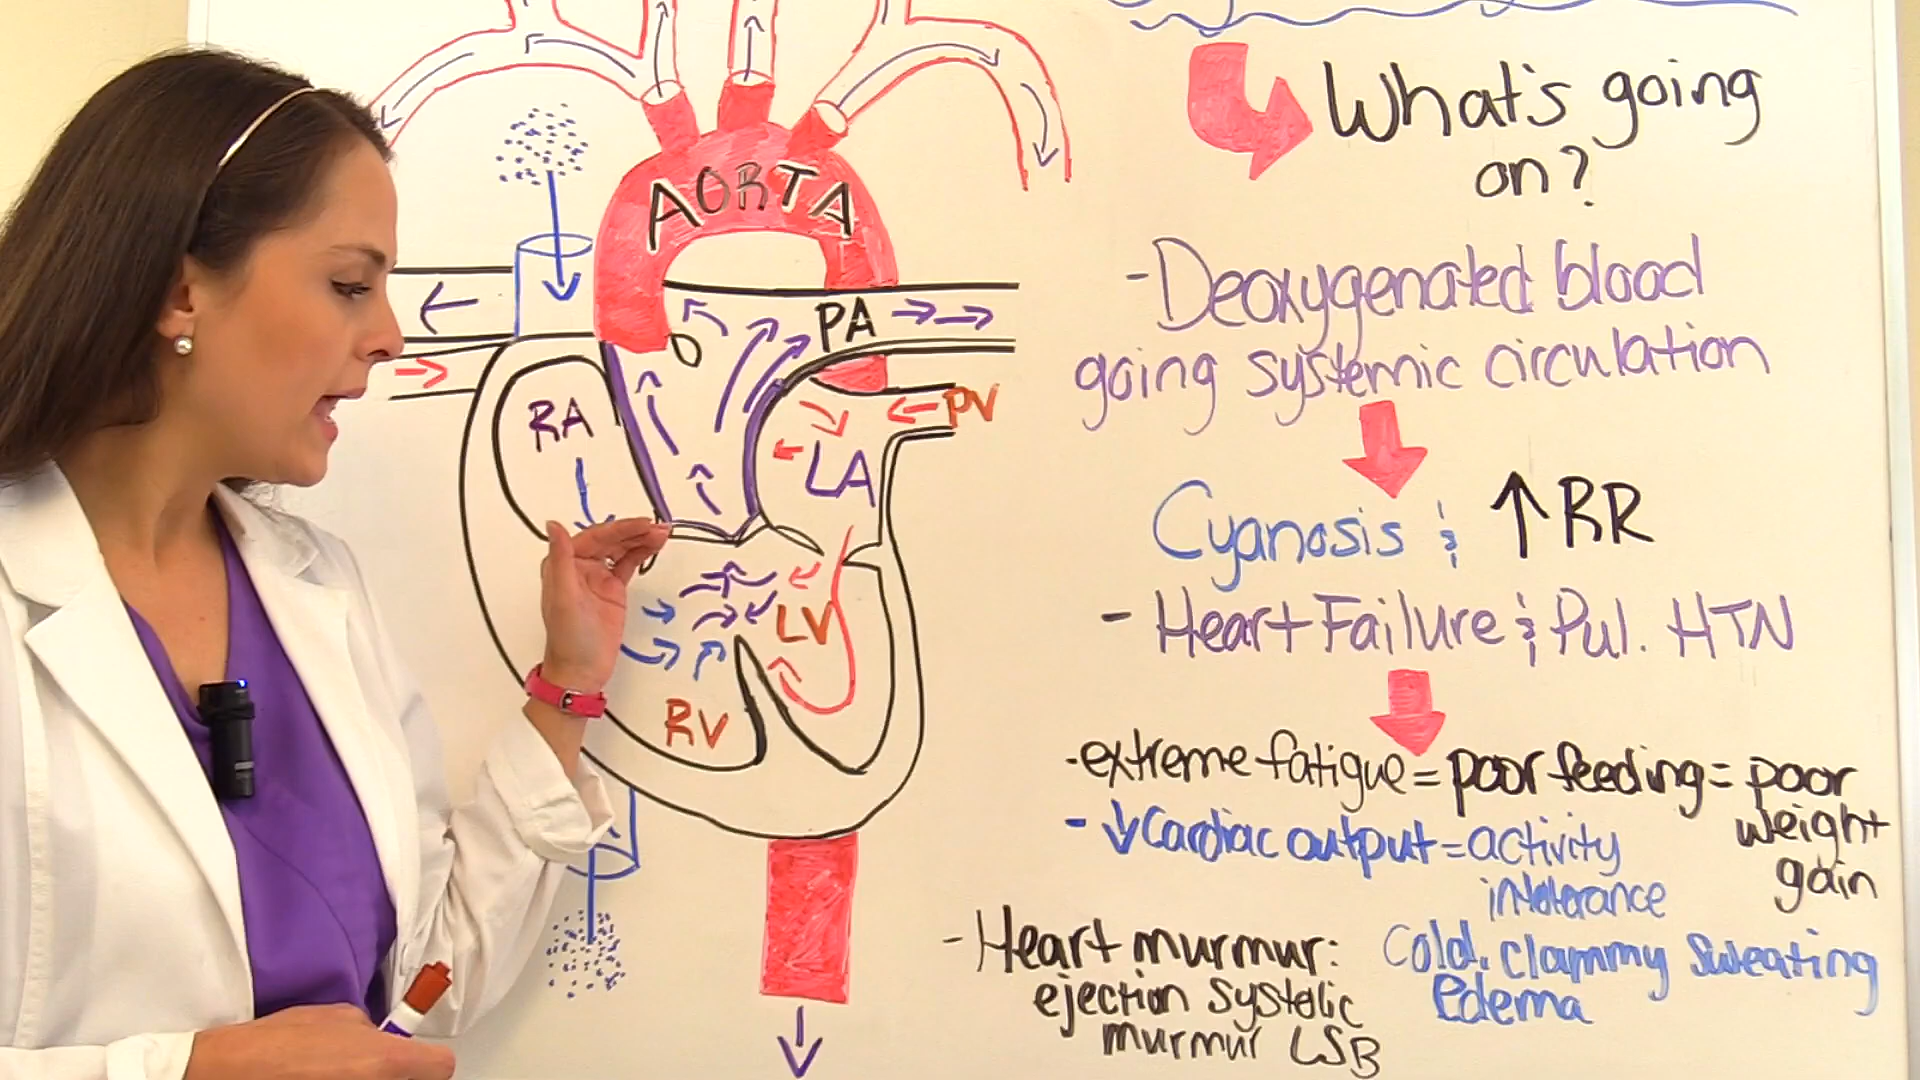 AORTA
PA
PV
RA
LA
LV
RV
What's going
on?
- Deoxygenated blood
going systemic circulation
Cyanosis & ↑ RR
- Heart Failure & Pul. HTN
- extreme fatigue = poor feeding = poor
weight
gain
- ↓ Cardiac output = activity
intolerance
Cold, clammy sweating
Edema
- Heart murmur:
ejection systolic
murmur LSB